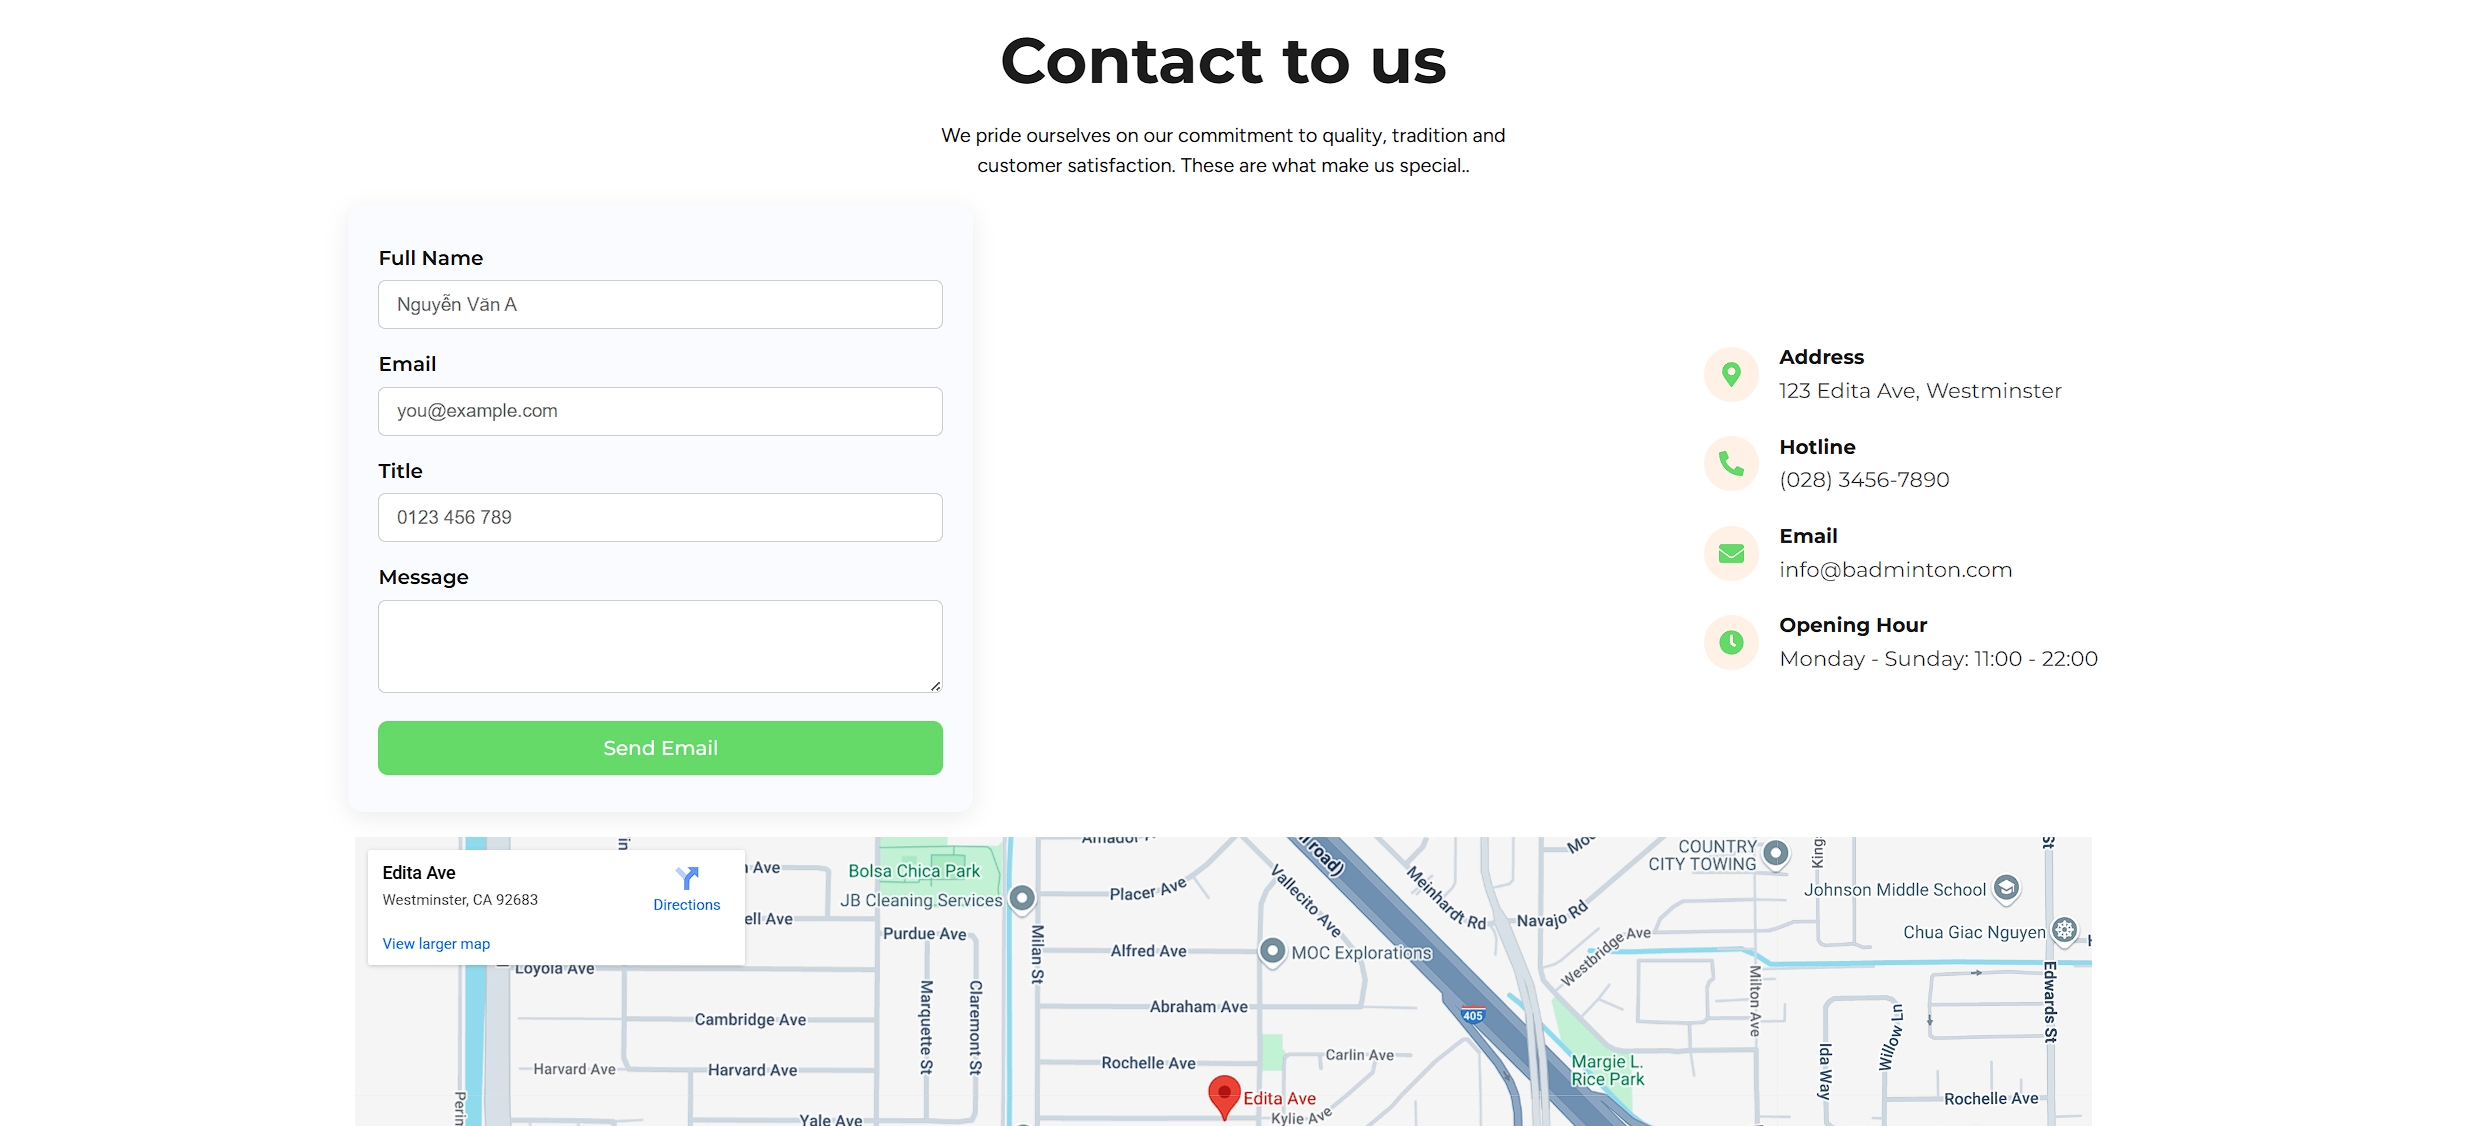 Contact to us
We pride ourselves on our commitment to quality, tradition and
customer satisfaction. These are what make us special..
Full Name
Nguyễn Văn A
Email
you@example.com
Title
0123 456 789
Message
Send Email
Address
123 Edita Ave, Westminster
Hotline
(028) 3456-7890
Email
info@badminton.com
Opening Hour
Monday - Sunday: 11:00 - 22:00
Edita Ave
Westminster, CA 92683
Directions
View larger map
Ave
Bolsa Chica Park
JB Cleaning Services
Purdue Ave
Loyola Ave
Cambridge Ave
Harvard Ave
Harvard Ave
Yale Ave
Marquette St
Claremont St
Milan St
Placer Ave
Alfred Ave
Abraham Ave
Rochelle Ave
Vallecito Ave
MOC Explorations
Carlin Ave
Edita Ave
Kylie Ave
405
Meinhardt Rd
Navajo Rd
Westbridge Ave
COUNTRY
CITY TOWING
Johnson Middle School
Chua Giac Nguyen
Milton Ave
Margie L.
Rice Park
Ida Way
Willow Ln
Edwards St
Rochelle Ave